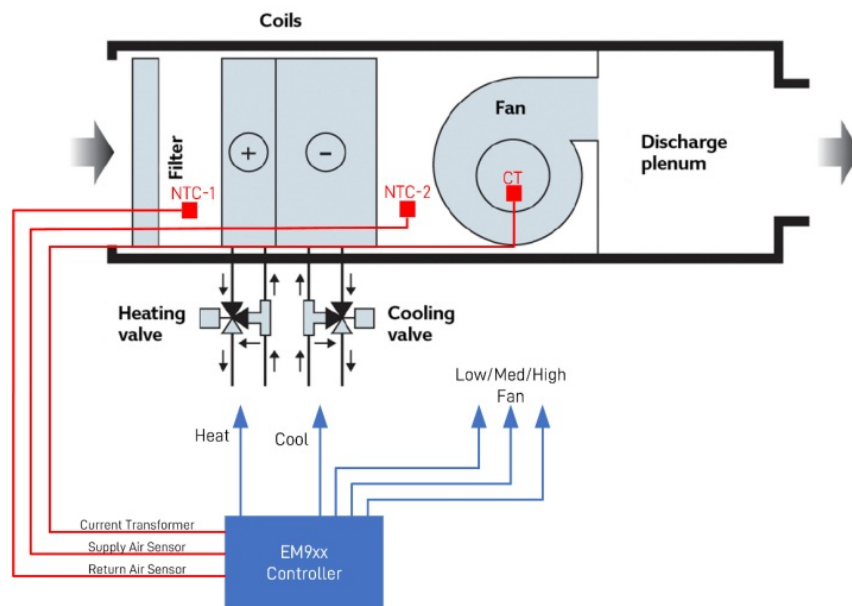 Coils
Filter
+
-
Fan
Discharge
plenum
NTC-1
NTC-2
CT
Heating
valve
Cooling
valve
Low/Med/High
Fan
Heat
Cool
Current Transformer
Supply Air Sensor
Return Air Sensor
EM9xx
Controller